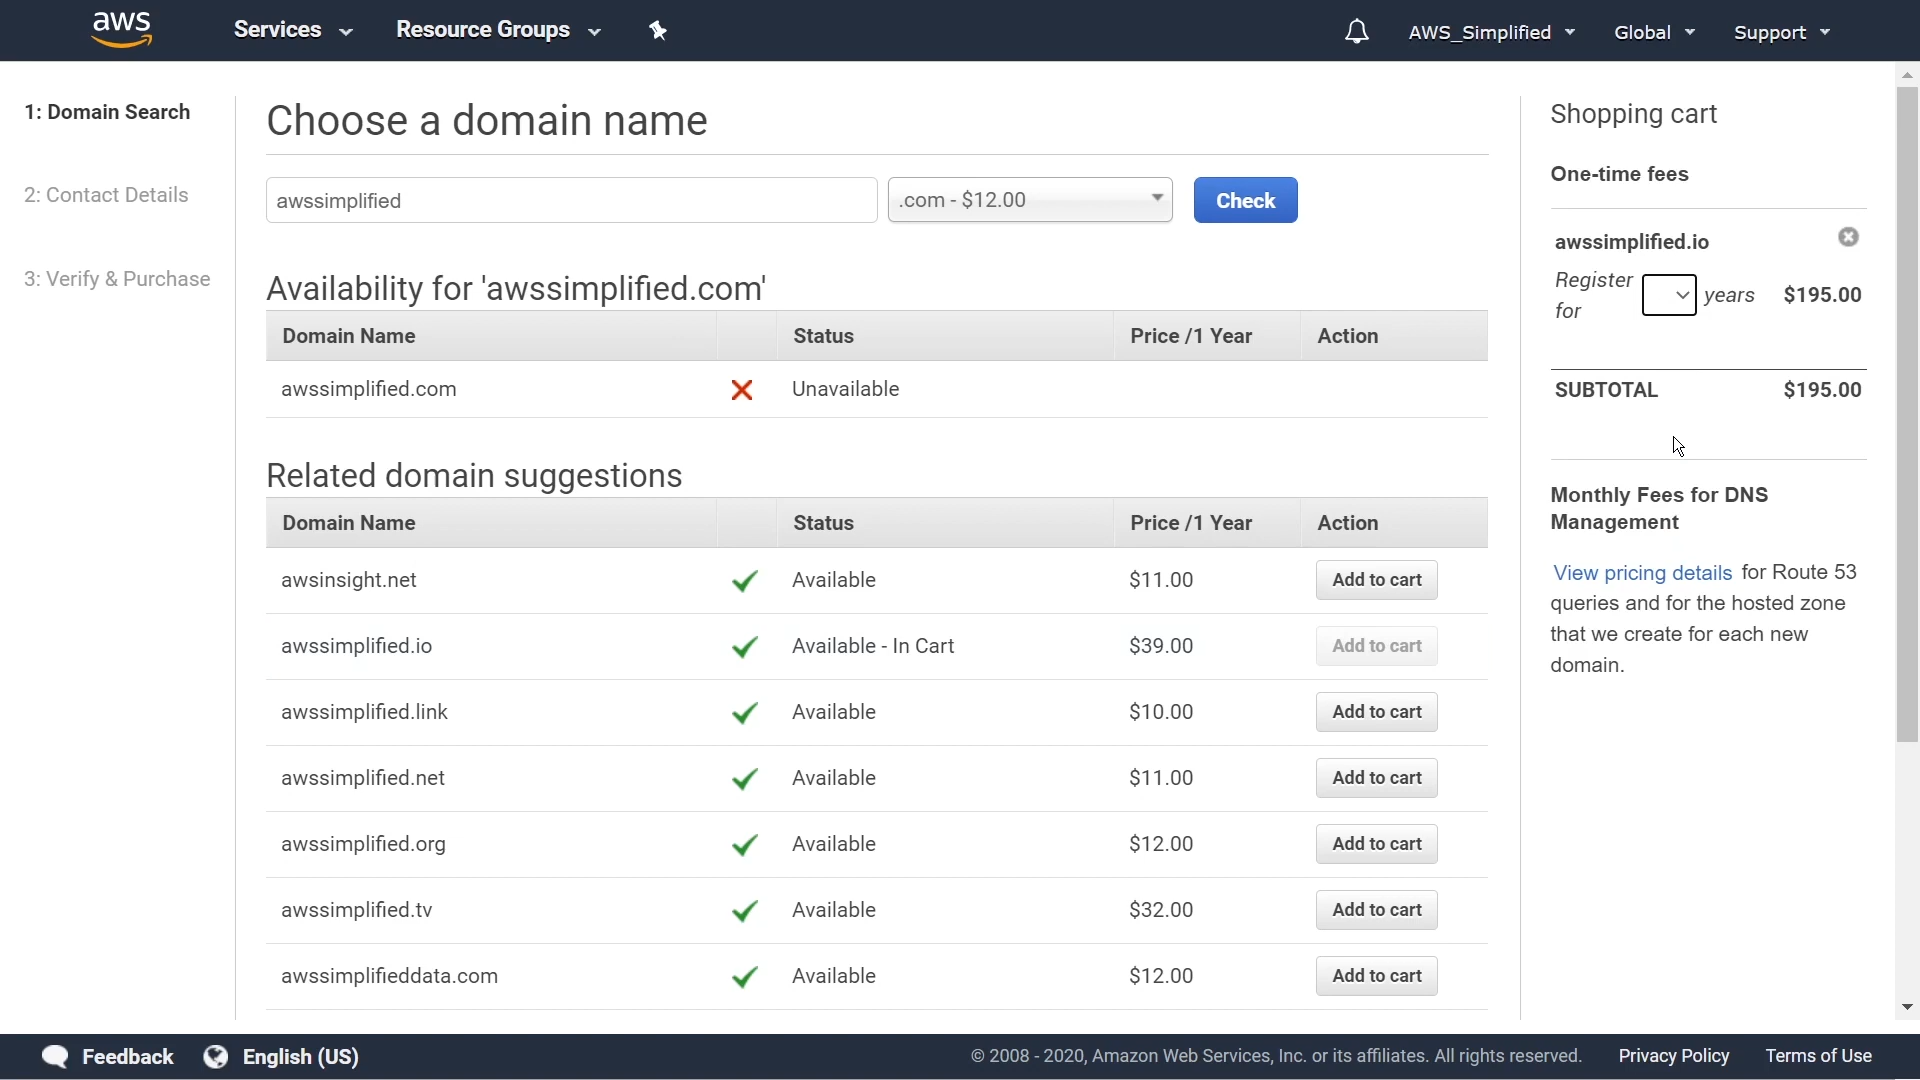 aws
Services
Resource Groups
AWS_Simplified
Global
Support
1: Domain Search
2: Contact Details
3: Verify & Purchase
Choose a domain name
awssimplified
.com - $12.00
Check
Availability for 'awssimplified.com'
Domain Name Status Price /1 Year Action
awssimplified.com Unavailable
Related domain suggestions
Domain Name Status Price /1 Year Action
awsinsight.net Available $11.00 Add to cart
awssimplified.io Available - In Cart $39.00 Add to cart
awssimplified.link Available $10.00 Add to cart
awssimplified.net Available $11.00 Add to cart
awssimplified.org Available $12.00 Add to cart
awssimplified.tv Available $32.00 Add to cart
awssimplifieddata.com Available $12.00 Add to cart
Shopping cart
One-time fees
awssimplified.io
Register
for
years $195.00
SUBTOTAL $195.00
Monthly Fees for DNS
Management
View pricing details for Route 53
queries and for the hosted zone
that we create for each new
domain.
Feedback
English (US)
© 2008 - 2020, Amazon Web Services, Inc. or its affiliates. All rights reserved.
Privacy Policy
Terms of Use